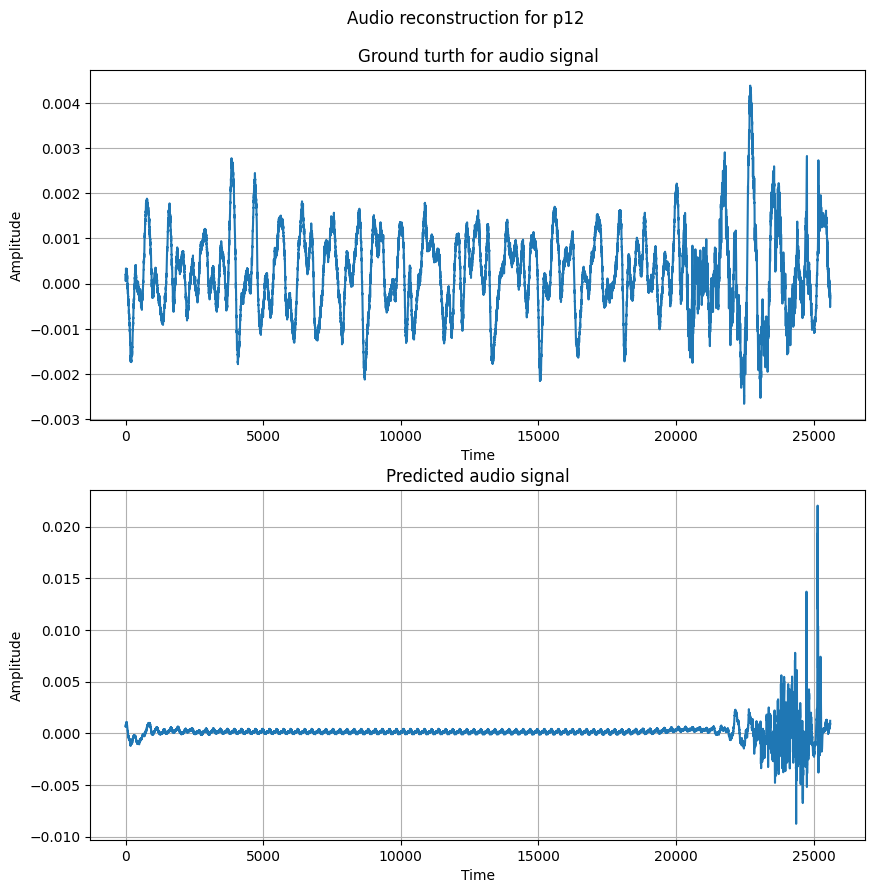 Audio reconstruction for p12
Ground turth for audio signal
Amplitude
0.004
0.003
0.002
0.001
0.000
−0.001
−0.002
−0.003
0 5000 10000 15000 20000 25000
Time
Predicted audio signal
Amplitude
0.020
0.015
0.010
0.005
0.000
−0.005
−0.010
0 5000 10000 15000 20000 25000
Time